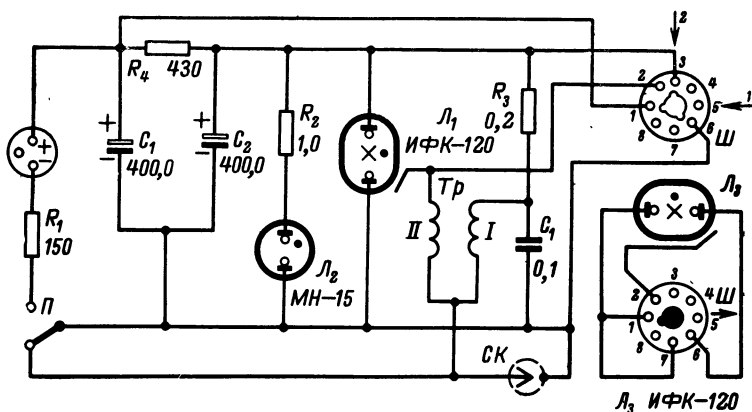 2
R₄ 430
+
C₁
400,0
−
+
C₂
400,0
−
R₂
1,0
Л₁
ИФК-120
R₃
0,2
1 2 3 4 5 6 7 8
1
Ш
+
−
R₁
150
П
Л₂
МН-15
Тр
II I
C₁
0,1
СК
Л₃
1 2 3 4 5 6 7 8
Ш
Л₃ ИФК-120